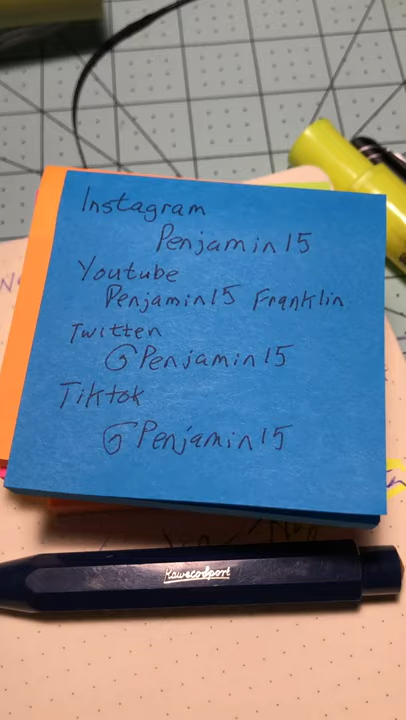 Instagram
Penjamin15
Youtube
Penjamin15 Franklin
Twitter
@Penjamin15
Tiktok
@Penjamin15
Kaweco Sport